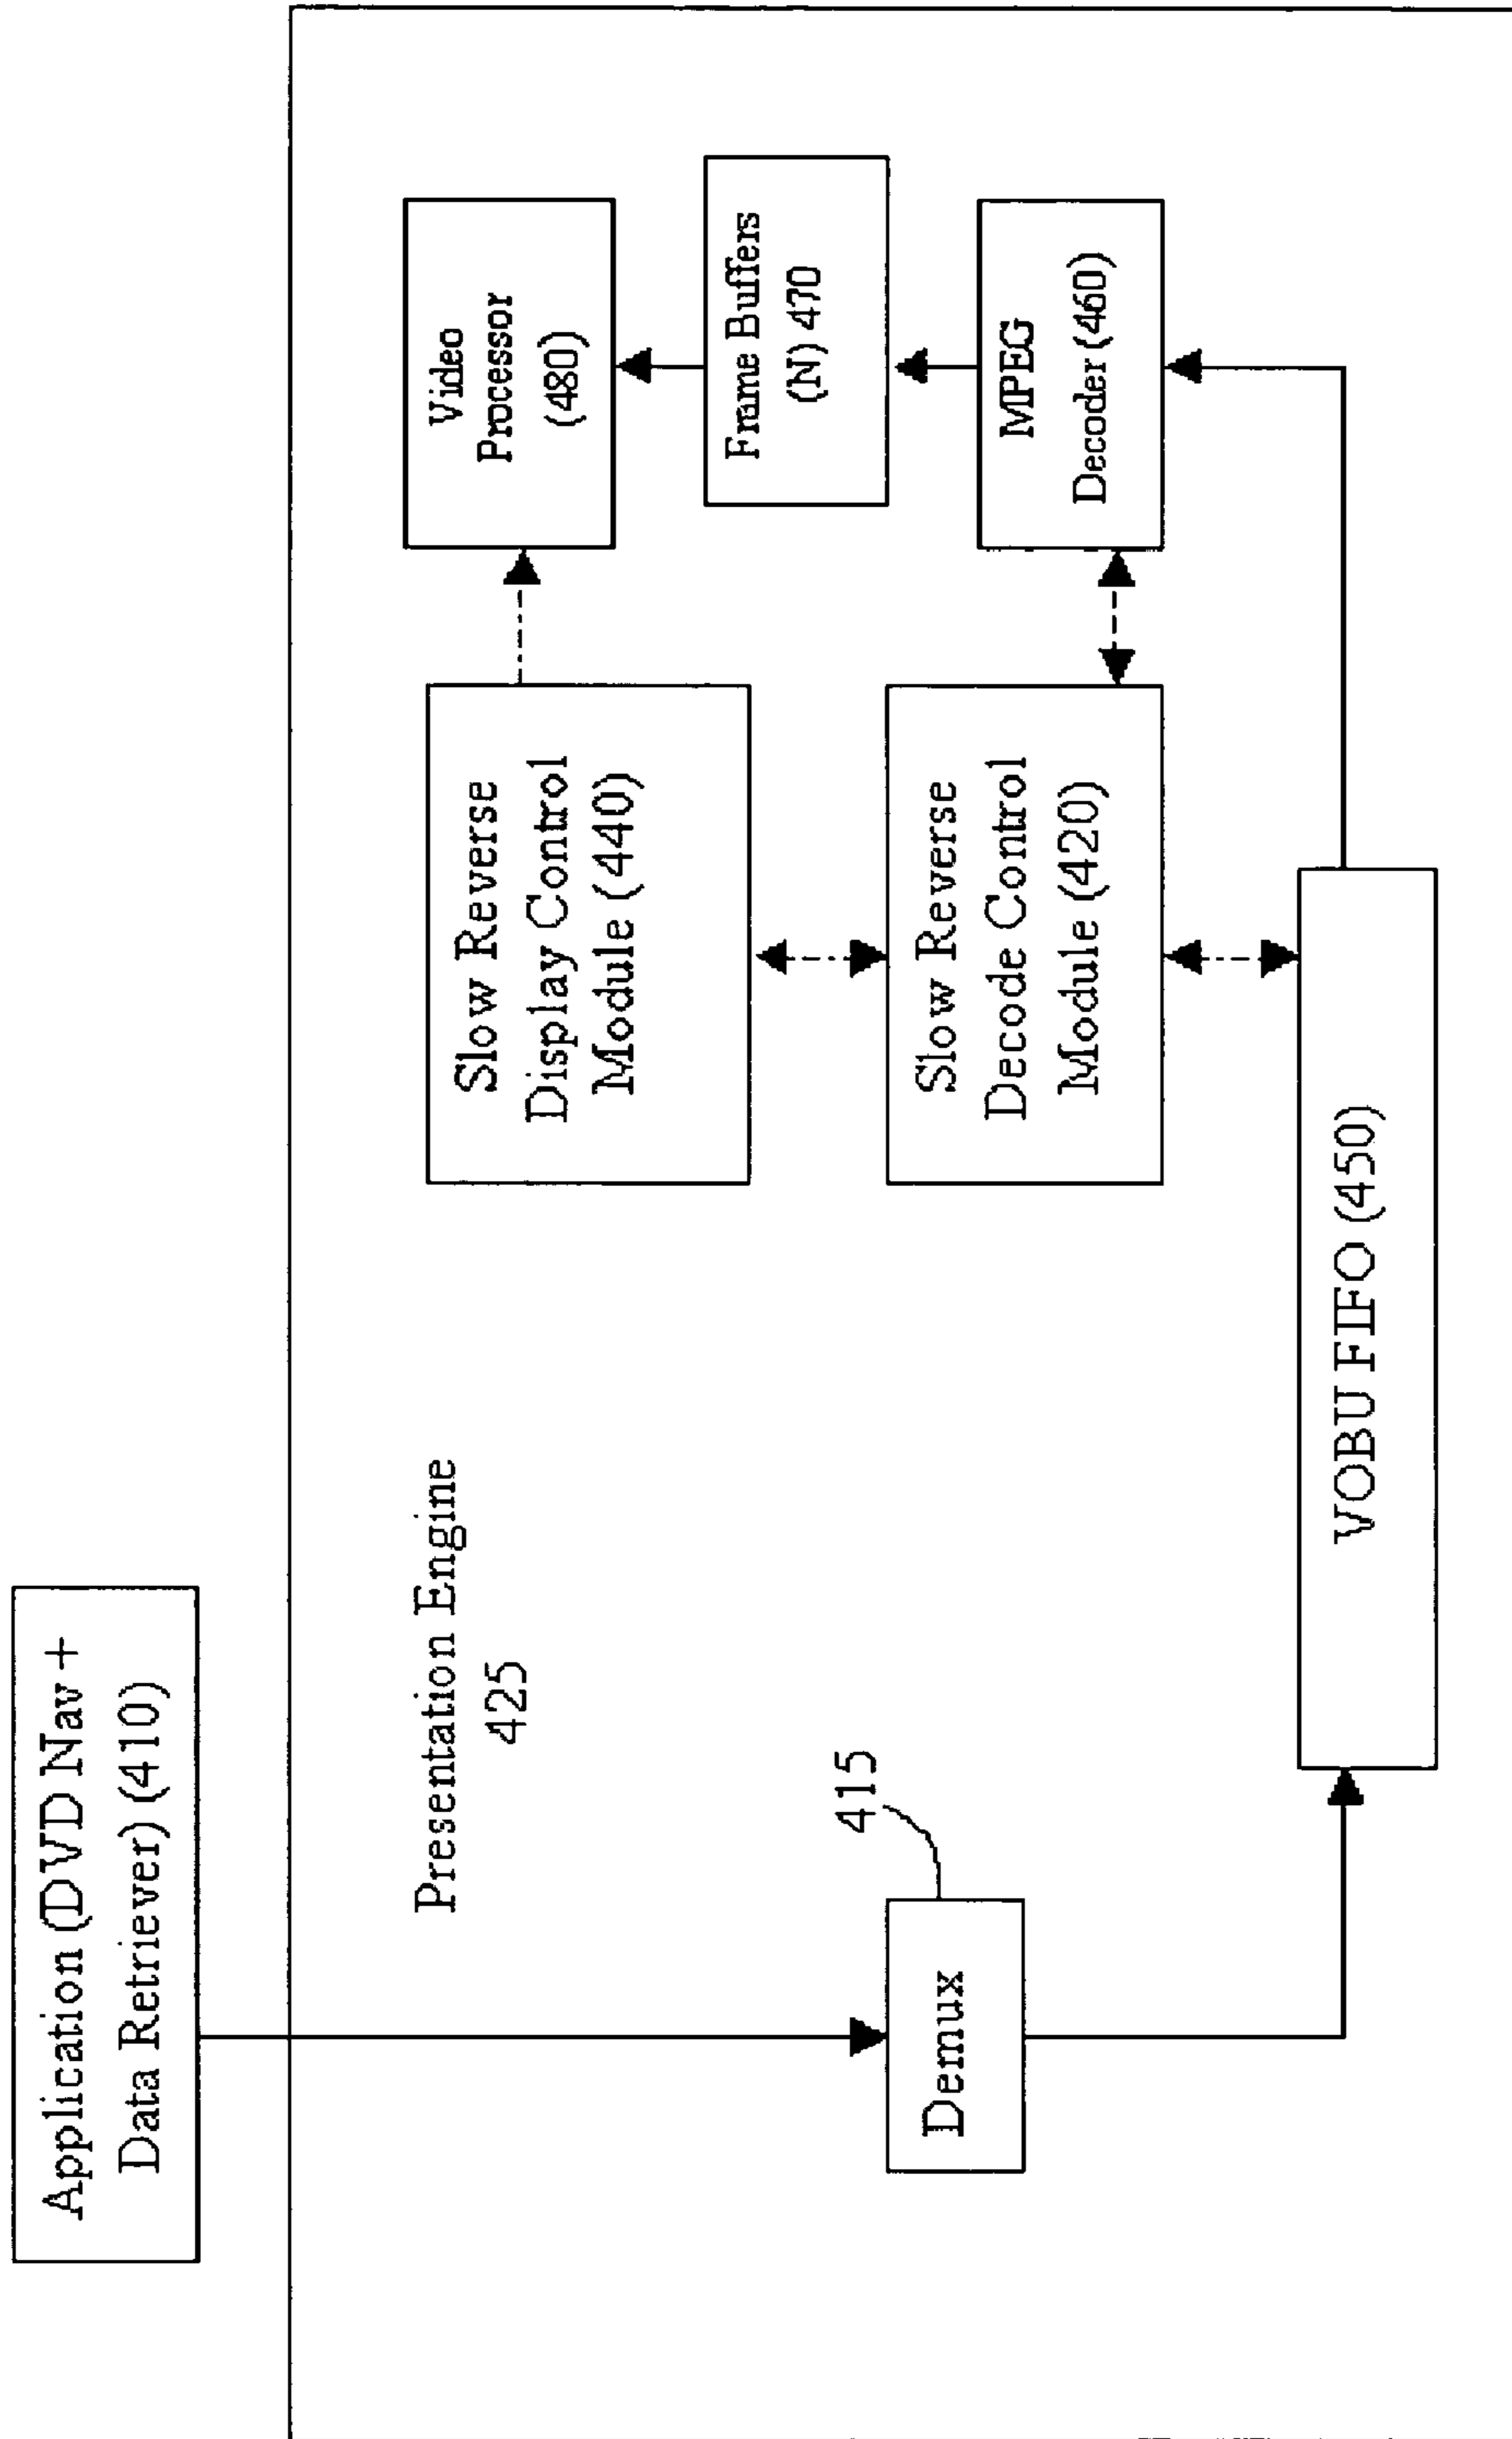 Application (DVD Nav +
Data Retriever) (410)
Presentation Engine
425
415
Demux
VOBU FIFO (450)
Slow Reverse
Display Control
Module (440)
Slow Reverse
Decode Control
Module (420)
Video
Processor
(480)
Frame Buffers
(N) 470
MPEG
Decoder (460)